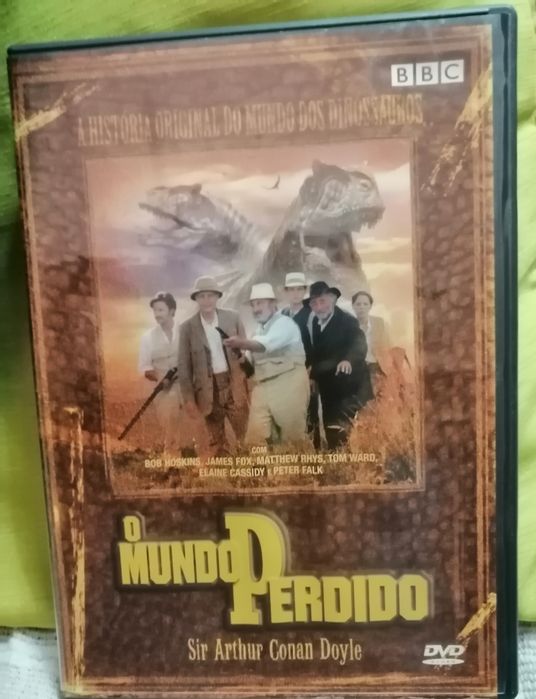 BBC
A HISTÓRIA ORIGINAL DO MUNDO DOS DINOSSAUROS
COM
BOB HOSKINS, JAMES FOX, MATTHEW RHYS, TOM WARD,
ELAINE CASSIDY E PETER FALK
O
MUNDO PERDIDO
Sir Arthur Conan Doyle
DVD